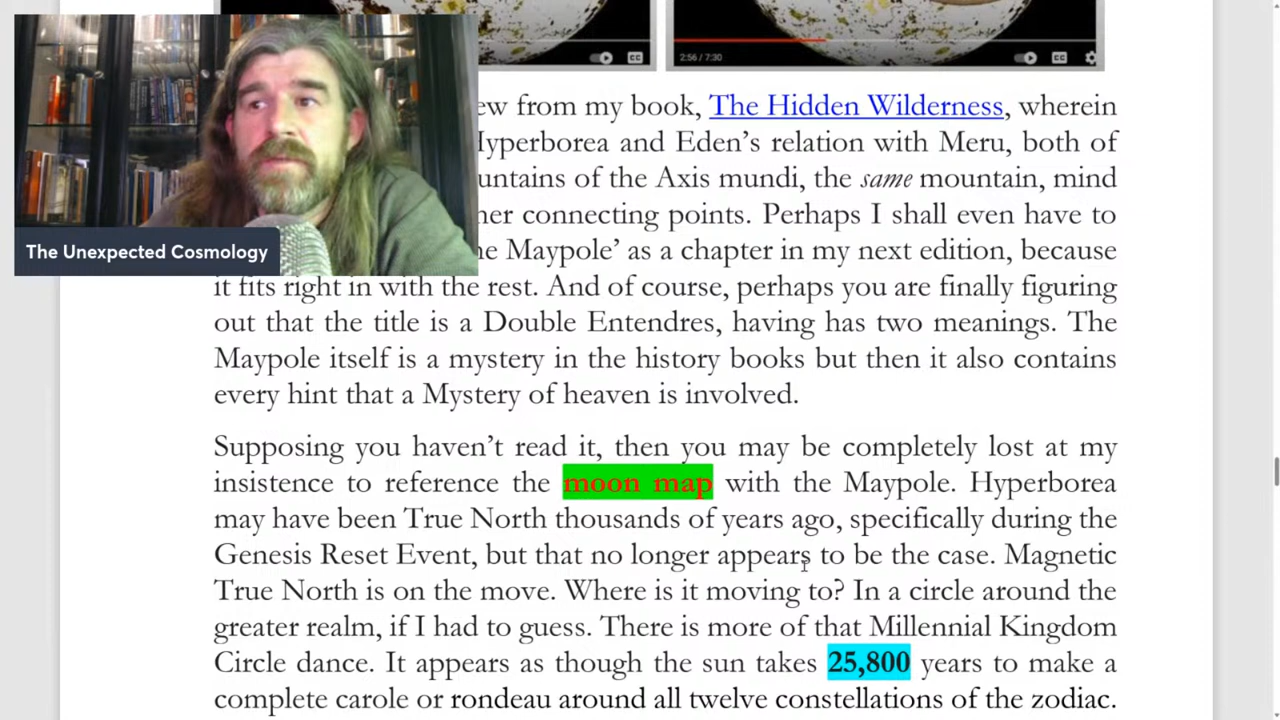 2:56 / 7:30
ew from my book, The Hidden Wilderness, wherein
Hyperborea and Eden's relation with Meru, both of
untains of the Axis mundi, the same mountain, mind
her connecting points. Perhaps I shall even have to
The Unexpected Cosmology
he Maypole' as a chapter in my next edition, because
it fits right in with the rest. And of course, perhaps you are finally figuring
out that the title is a Double Entendres, having has two meanings. The
Maypole itself is a mystery in the history books but then it also contains
every hint that a Mystery of heaven is involved.
Supposing you haven't read it, then you may be completely lost at my
insistence to reference the moon map with the Maypole. Hyperborea
may have been True North thousands of years ago, specifically during the
Genesis Reset Event, but that no longer appears to be the case. Magnetic
True North is on the move. Where is it moving to? In a circle around the
greater realm, if I had to guess. There is more of that Millennial Kingdom
Circle dance. It appears as though the sun takes 25,800 years to make a
complete carole or rondeau around all twelve constellations of the zodiac.